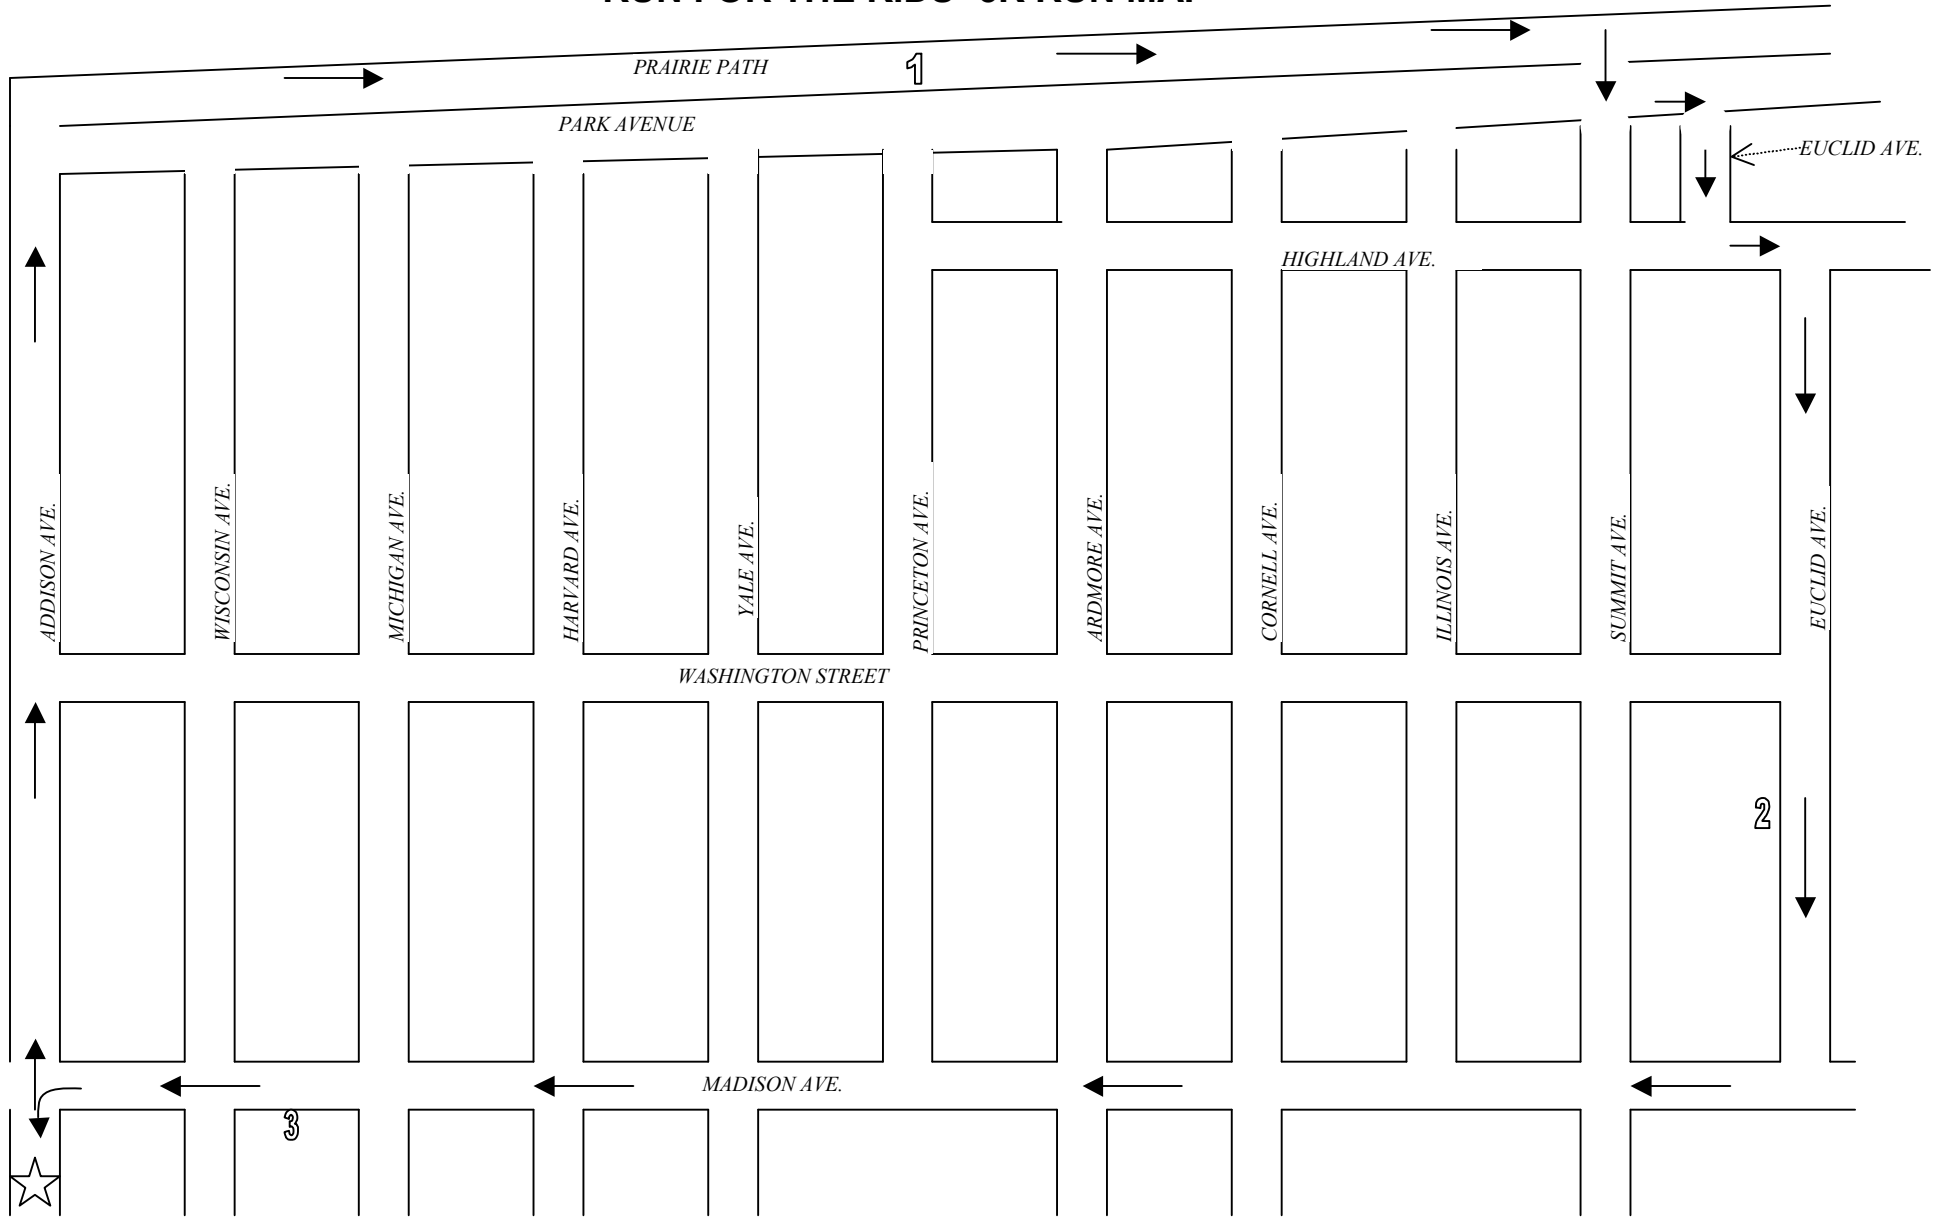 PRAIRIE PATH
1
PARK AVENUE
EUCLID AVE.
HIGHLAND AVE.
ADDISON AVE.
WISCONSIN AVE.
MICHIGAN AVE.
HARVARD AVE.
YALE AVE.
PRINCETON AVE.
ARDMORE AVE.
CORNELL AVE.
ILLINOIS AVE.
SUMMIT AVE.
EUCLID AVE.
WASHINGTON STREET
2
MADISON AVE.
3